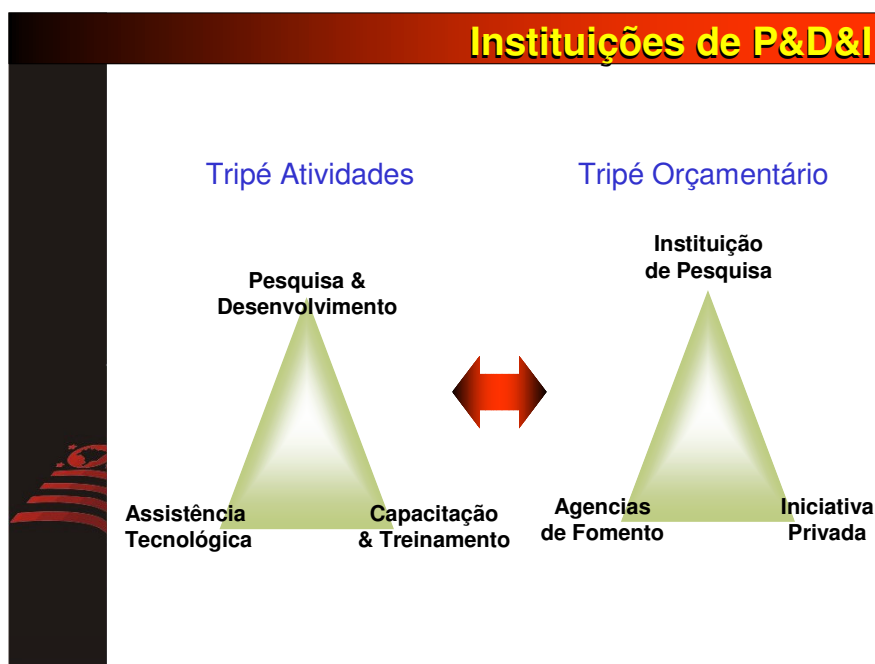 Instituições de P&D&I
Tripé Atividades
Pesquisa &
Desenvolvimento
Assistência
Tecnológica
Capacitação
& Treinamento
Tripé Orçamentário
Instituição
de Pesquisa
Agencias
de Fomento
Iniciativa
Privada